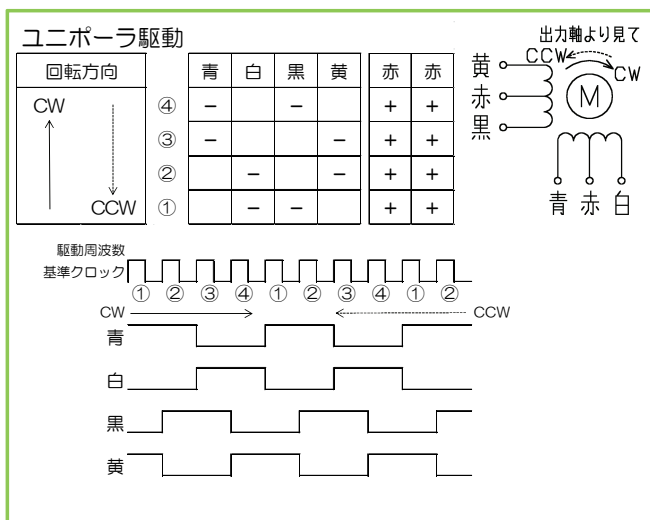 ユニポーラ駆動
出力軸より見て
回転方向 青 白 黒 黄 赤 赤
CW ④ − − + +
③ − − + +
② − − + +
CCW ① − − + +
黄
赤
黒
CCW
CW
M
青 赤 白
駆動周波数
基準クロック
① ② ③ ④ ① ② ③ ④ ① ②
CW CCW
青
白
黒
黄